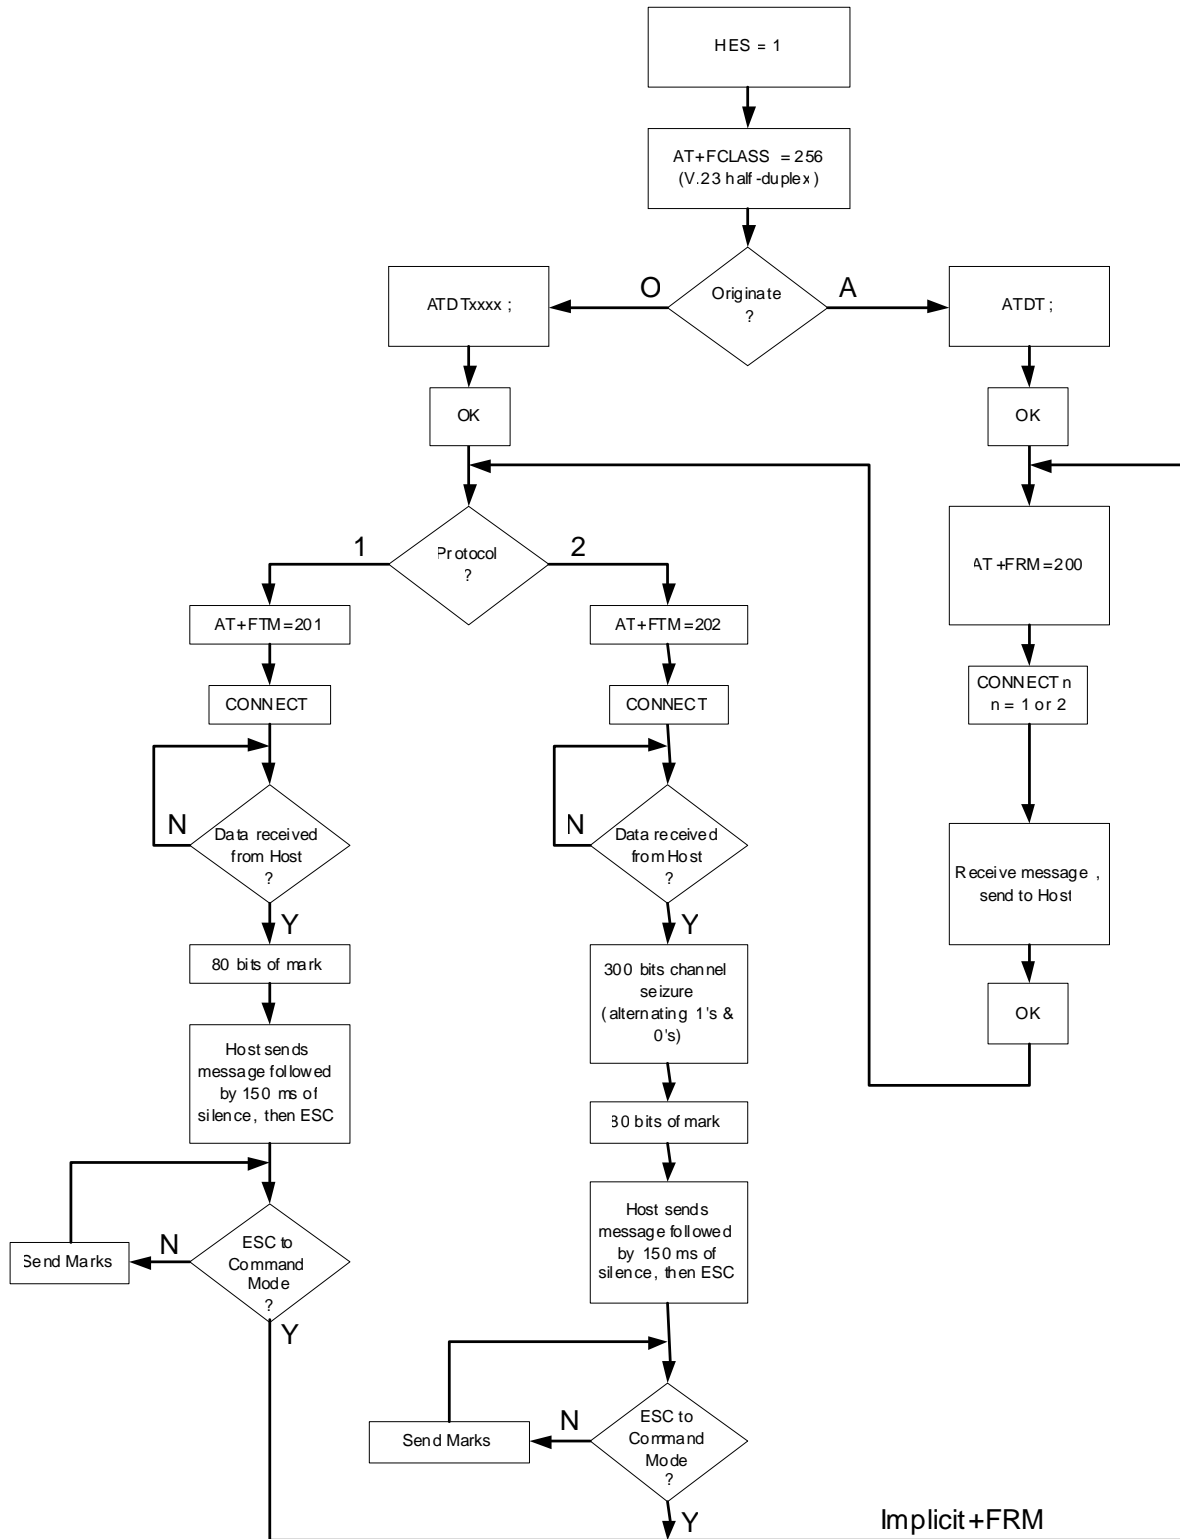 HES = 1
AT+FCLASS = 256
(V.23 half-duplex)
Originate
?
O
A
ATDTxxxx ;
ATDT ;
OK
OK
Protocol
?
1
2
AT+FTM=201
AT+FTM=202
AT+FRM=200
CONNECT
CONNECT
CONNECT n
n = 1 or 2
Data received
from Host
?
N
Y
Data received
from Host
?
N
Y
Receive message ,
send to Host
80 bits of mark
300 bits channel
seizure
(alternating 1's &
0's)
OK
Host sends
message followed
by 150 ms of
silence, then ESC
80 bits of mark
Host sends
message followed
by 150 ms of
silence, then ESC
Send Marks
N
ESC to
Command
Mode
?
Y
Send Marks
N
ESC to
Command
Mode
?
Y
Implicit+FRM